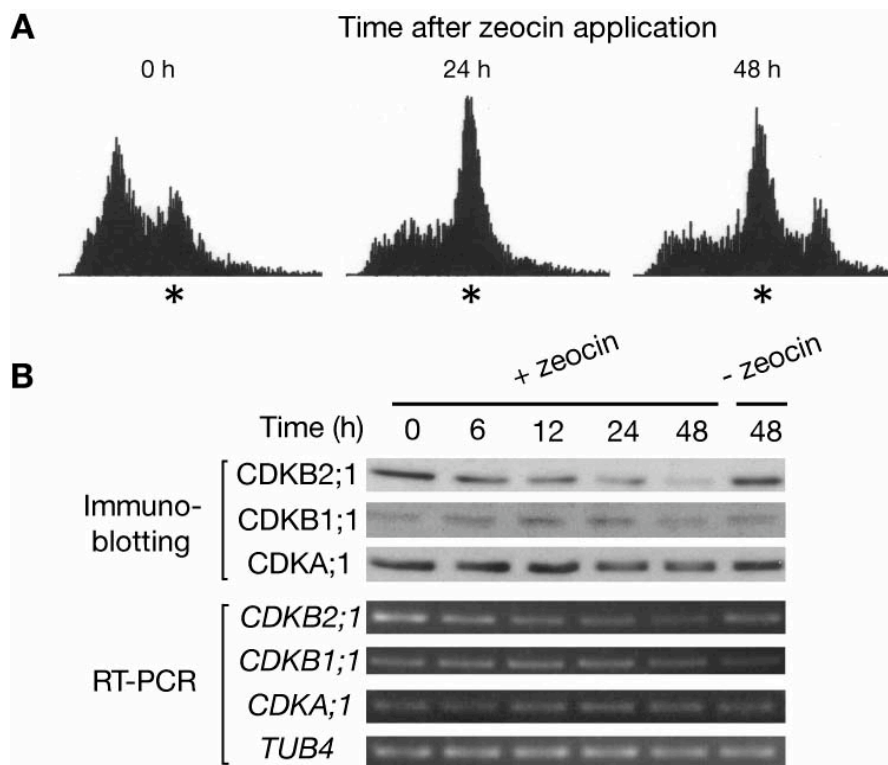 A
Time after zeocin application
0 h 24 h 48 h
* * *
B
+ zeocin - zeocin
Time (h) 0 6 12 24 48 48
Immuno-
blotting
CDKB2;1
CDKB1;1
CDKA;1
RT-PCR
CDKB2;1
CDKB1;1
CDKA;1
TUB4